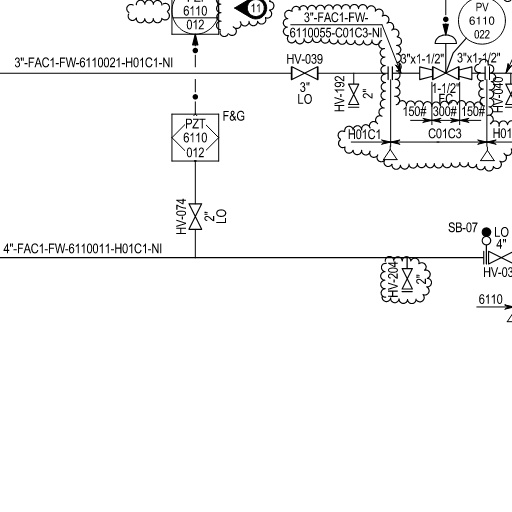 6110
012
11
PV
6110
022
3"-FAC1-FW-
6110055-C01C3-NI
3"-FAC1-FW-6110021-H01C1-NI
HV-039
3"
LO
HV-192
2"
3"x1-1/2"
3"x1-1/2"
1-1/2"
FC
HV-040
150#
300#
150#
H01C1
C01C3
H01
F&G
PZT
6110
012
HV-074
2"
LO
4"-FAC1-FW-6110011-H01C1-NI
SB-07
LO
4"
HV-03
HV-204
2"
6110